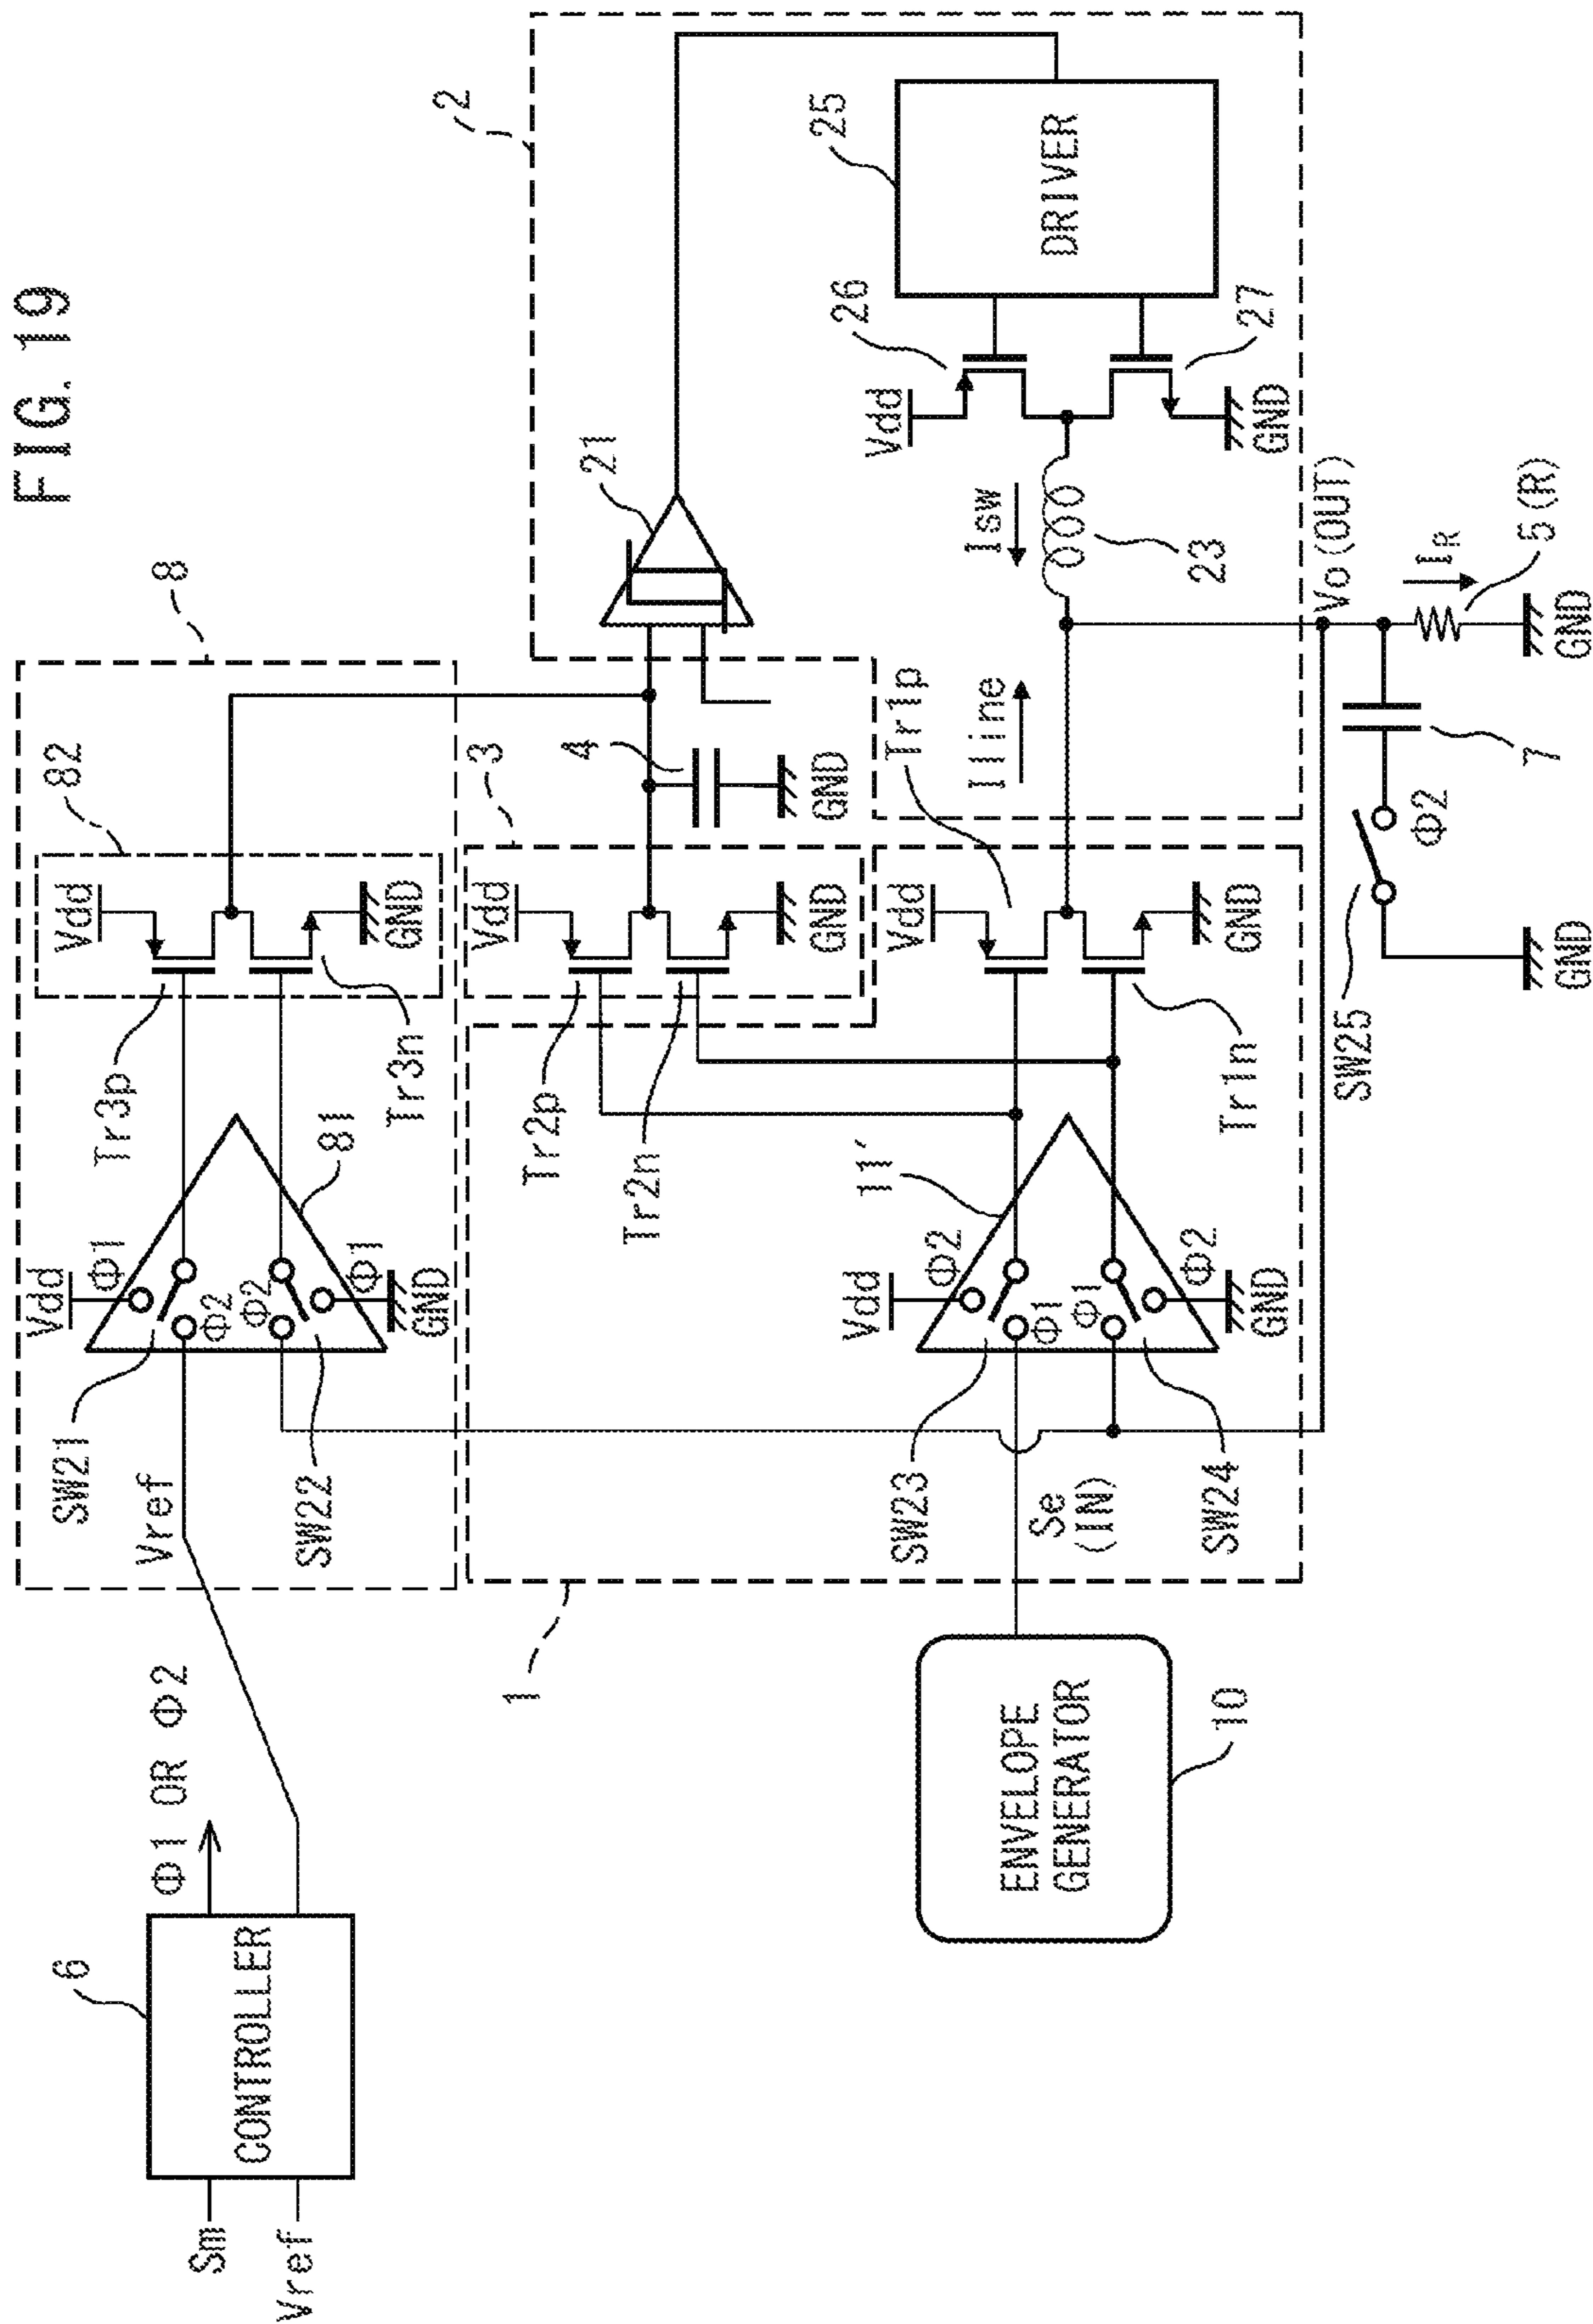 FIG. 19
6
CONTROLLER
Sm
Vref
Φ1 OR Φ2
Vref
8
82
Vdd
Φ1
Φ2
SW21
Φ2
Φ1
SW22
GND
81
Tr3p
Tr3n
Vdd
GND
1
3
Vdd
GND
Tr2p
Tr2n
4
GND
2
21
DRIVER
25
26
27
Vdd
GND
Isw
23
Iline
Tr1p
Tr1n
Vdd
GND
11′
Vdd
Φ2
Φ1
Φ1
Φ2
GND
SW23
SW24
Se
(IN)
ENVELOPE
GENERATOR
10
Vo(OUT)
IR
5(R)
GND
7
Φ2
SW25
GND